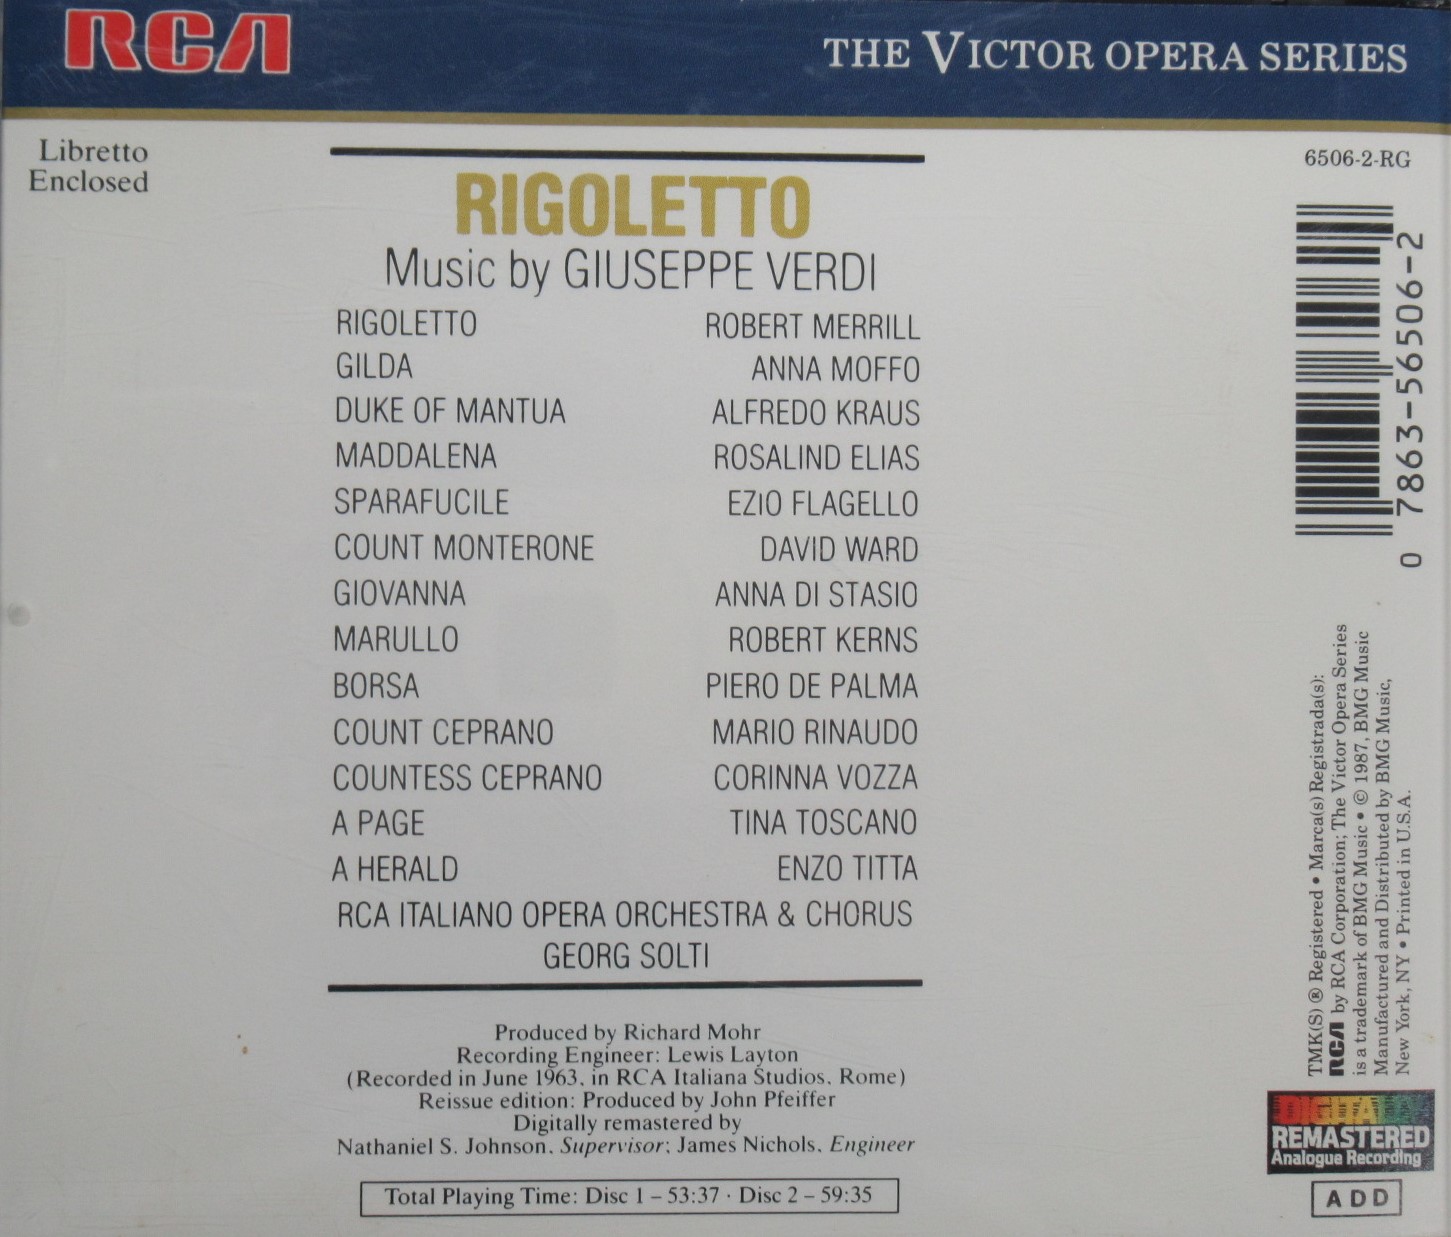 RCA
THE VICTOR OPERA SERIES
Libretto
Enclosed
6506-2-RG
RIGOLETTO
Music by GIUSEPPE VERDI
RIGOLETTO ROBERT MERRILL
GILDA ANNA MOFFO
DUKE OF MANTUA ALFREDO KRAUS
MADDALENA ROSALIND ELIAS
SPARAFUCILE EZIO FLAGELLO
COUNT MONTERONE DAVID WARD
GIOVANNA ANNA DI STASIO
MARULLO ROBERT KERNS
BORSA PIERO DE PALMA
COUNT CEPRANO MARIO RINAUDO
COUNTESS CEPRANO CORINNA VOZZA
A PAGE TINA TOSCANO
A HERALD ENZO TITTA
RCA ITALIANO OPERA ORCHESTRA & CHORUS
GEORG SOLTI
Produced by Richard Mohr
Recording Engineer: Lewis Layton
(Recorded in June 1963, in RCA Italiana Studios, Rome)
Reissue edition: Produced by John Pfeiffer
Digitally remastered by
Nathaniel S. Johnson, Supervisor; James Nichols, Engineer
Total Playing Time: Disc 1 – 53:37 · Disc 2 – 59:35
0 7863-56506-2
TMK(S) ® Registered • Marca(s) Registrada(s):
RCA by RCA Corporation; The Victor Opera Series
is a trademark of BMG Music • © 1987, BMG Music
Manufactured and Distributed by BMG Music,
New York, NY • Printed in U.S.A.
DIGITALLY
REMASTERED
Analogue Recording
ADD